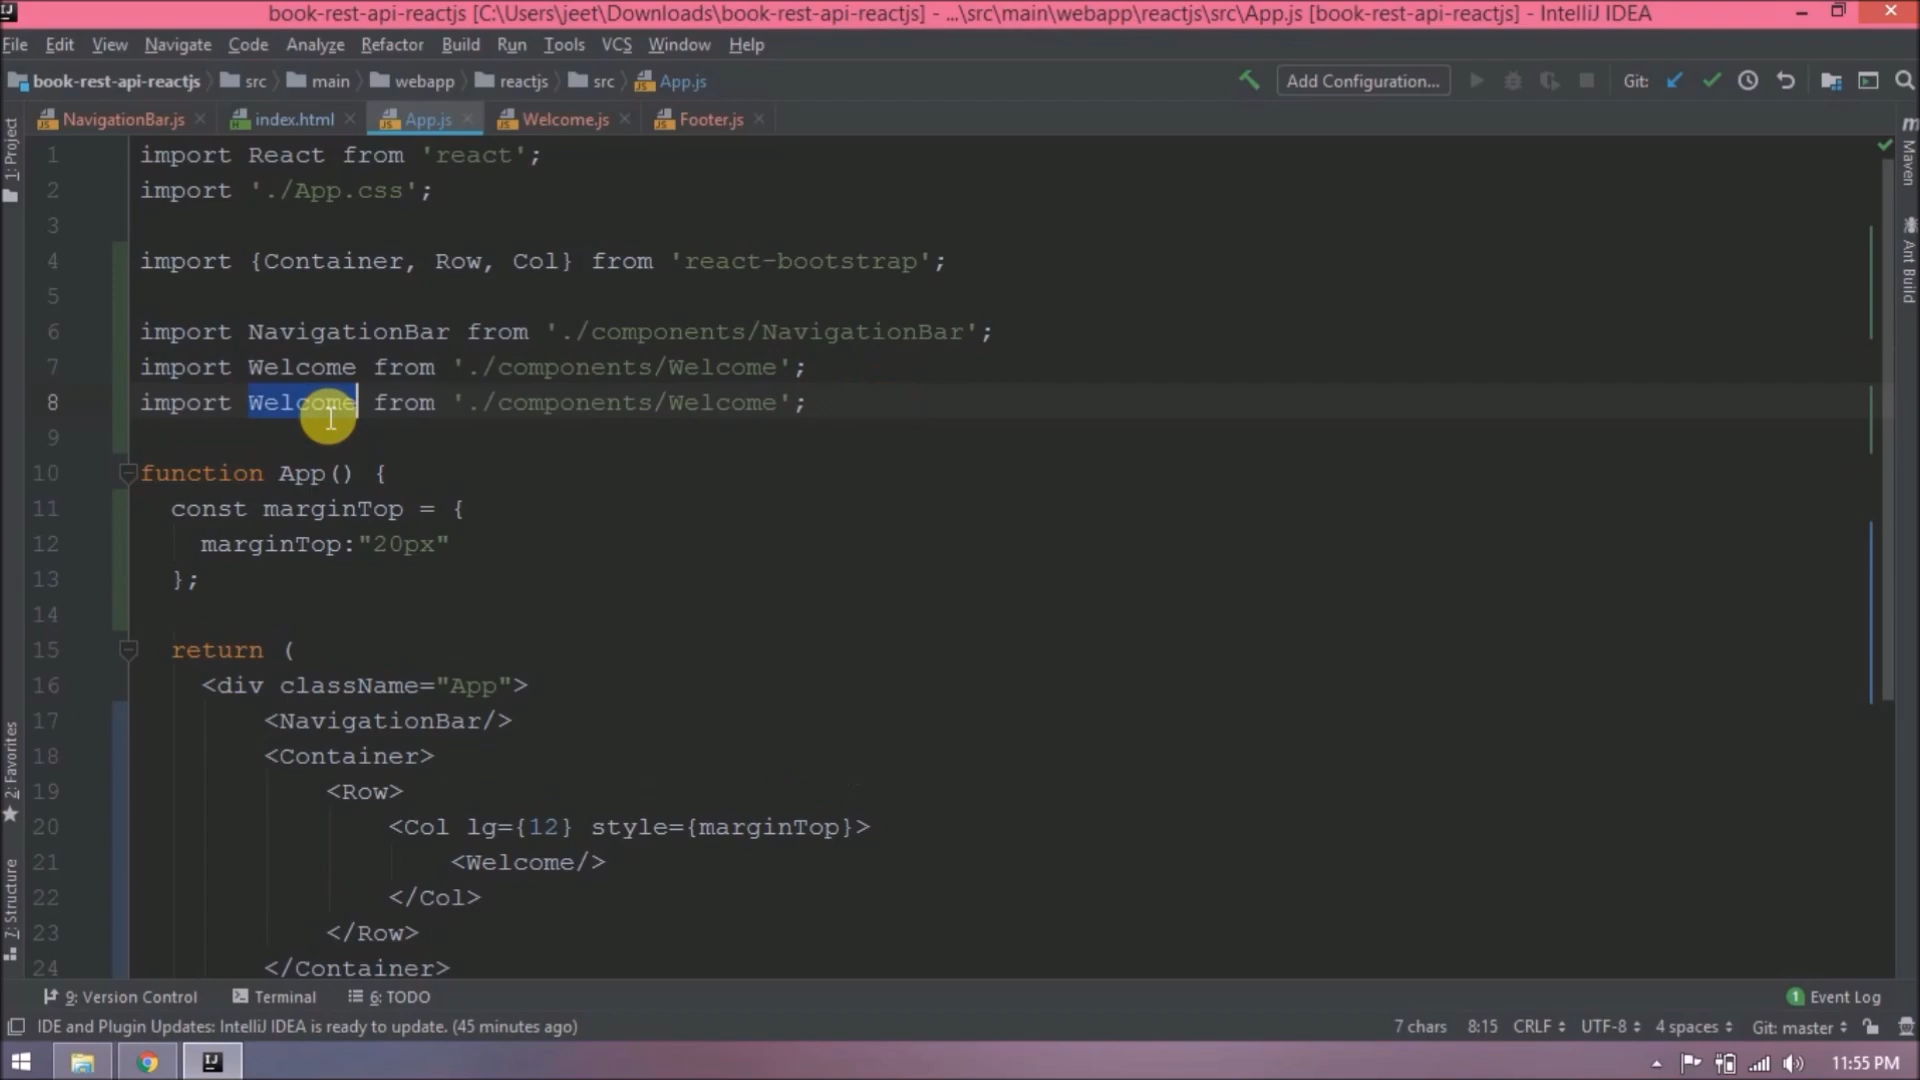 book-rest-api-reactjs [C:\Users\jeet\Downloads\book-rest-api-reactjs] - ...\src\main\webapp\reactjs\src\App.js [book-rest-api-reactjs] - IntelliJ IDEA
File Edit View Navigate Code Analyze Refactor Build Run Tools VCS Window Help
book-rest-api-reactjs src main webapp reactjs src App.js Add Configuration... Git:
NavigationBar.js index.html App.js Welcome.js Footer.js
1: Project
Maven
Ant Build
1 import React from 'react';
2 import './App.css';
3
4 import {Container, Row, Col} from 'react-bootstrap';
5
6 import NavigationBar from './components/NavigationBar';
7 import Welcome from './components/Welcome';
8 import Welcome from './components/Welcome';
9
10 function App() {
11 const marginTop = {
12 marginTop:"20px"
13 };
14
15 return (
16 <div className="App">
17 <NavigationBar/>
18 <Container>
19 <Row>
20 <Col lg={12} style={marginTop}>
21 <Welcome/>
22 </Col>
23 </Row>
24 </Container>
2: Favorites
7: Structure
9: Version Control Terminal 6: TODO 1 Event Log
IDE and Plugin Updates: IntelliJ IDEA is ready to update. (45 minutes ago) 7 chars 8:15 CRLF UTF-8 4 spaces Git: master
11:55 PM